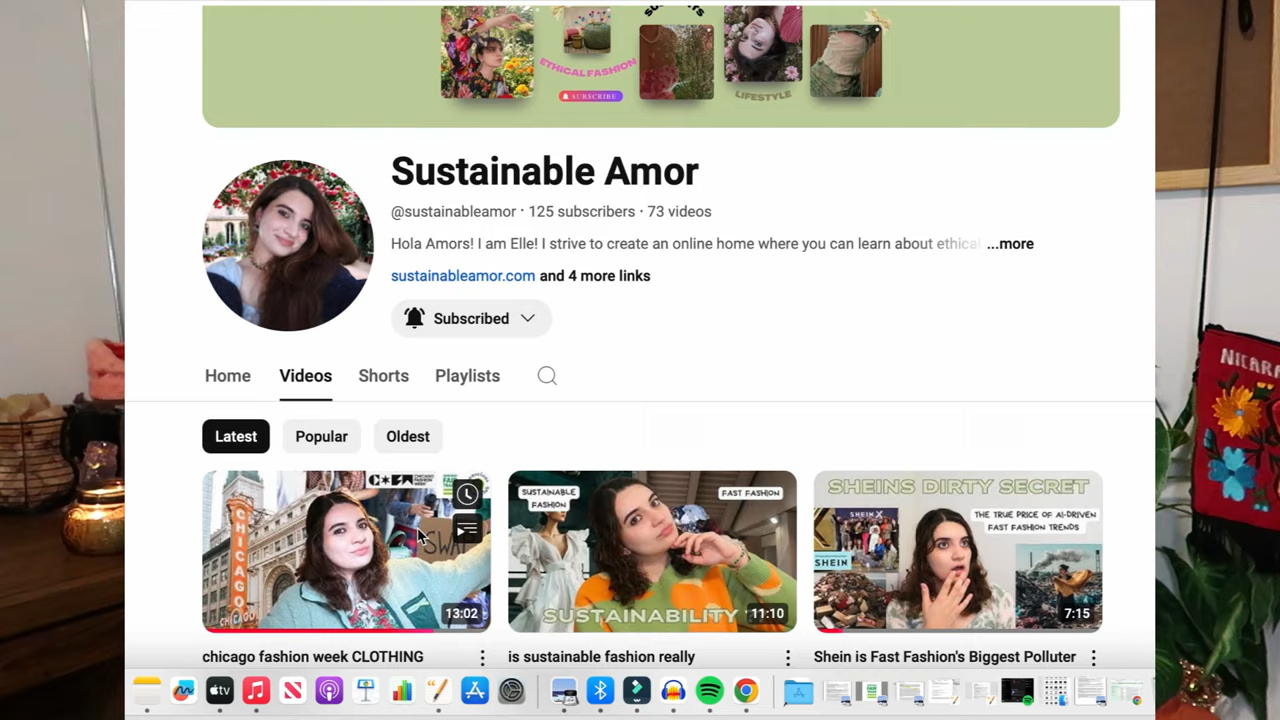 ETHICAL FASHION
SUBSCRIBE
LIFESTYLE
Sustainable Amor
@sustainableamor · 125 subscribers · 73 videos
Hola Amors! I am Elle! I strive to create an online home where you can learn about ethical ...more
sustainableamor.com and 4 more links
Subscribed
Home Videos Shorts Playlists
Latest Popular Oldest
CHICAGO
SWAP
13:02
SUSTAINABLE
FASHION
FAST FASHION
SUSTAINABILITY
11:10
SHEINS DIRTY SECRET
THE TRUE PRICE OF AI-DRIVEN
FAST FASHION TRENDS
SHEIN X
SHEIN
7:15
chicago fashion week CLOTHING
is sustainable fashion really
Shein is Fast Fashion's Biggest Polluter
tv
NICARA